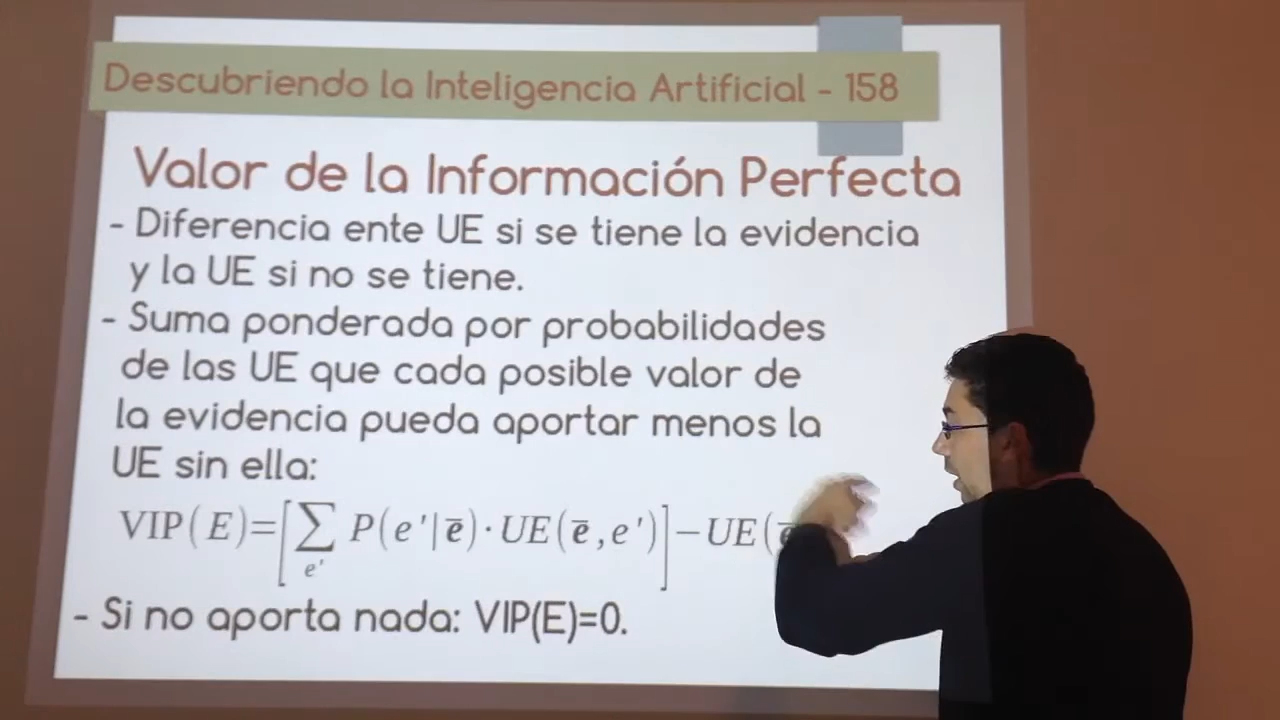 Descubriendo la Inteligencia Artificial - 158
Valor de la Información Perfecta
- Diferencia ente UE si se tiene la evidencia
y la UE si no se tiene.
- Suma ponderada por probabilidades
de las UE que cada posible valor de
la evidencia pueda aportar menos la
UE sin ella:
VIP(E)=[∑e' P(e'|ē)·UE(ē,e')]−UE(
- Si no aporta nada: VIP(E)=0.